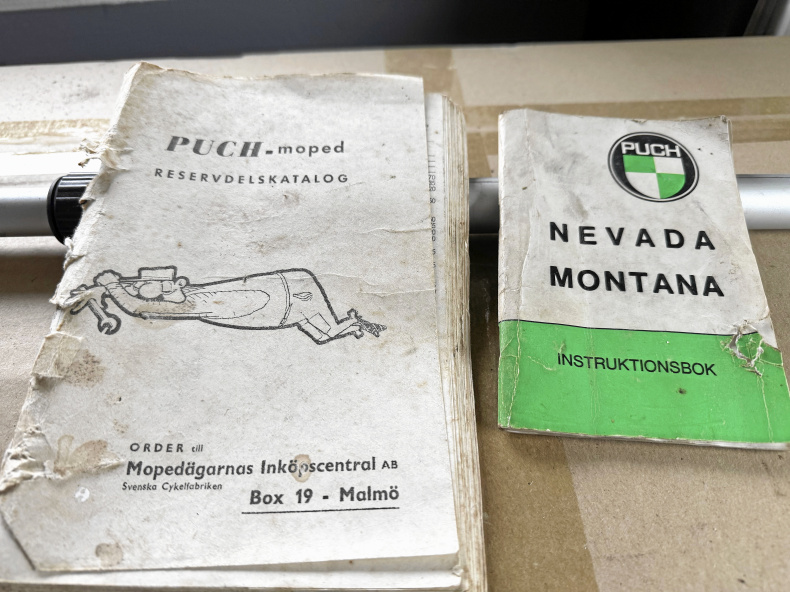 PUCH-moped
RESERVDELSKATALOG
ORDER till
Mopedägarnas Inköpscentral AB
Svenska Cykelfabriken
Box 19 - Malmö
PUCH
NEVADA
MONTANA
INSTRUKTIONSBOK